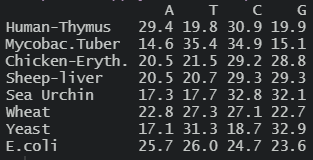 A T C G
Human-Thymus 29.4 19.8 30.9 19.9
Mycobac.Tuber 14.6 35.4 34.9 15.1
Chicken-Eryth. 20.5 21.5 29.2 28.8
Sheep-liver 20.5 20.7 29.3 29.3
Sea Urchin 17.3 17.7 32.8 32.1
Wheat 22.8 27.3 27.1 22.7
Yeast 17.1 31.3 18.7 32.9
E.coli 25.7 26.0 24.7 23.6